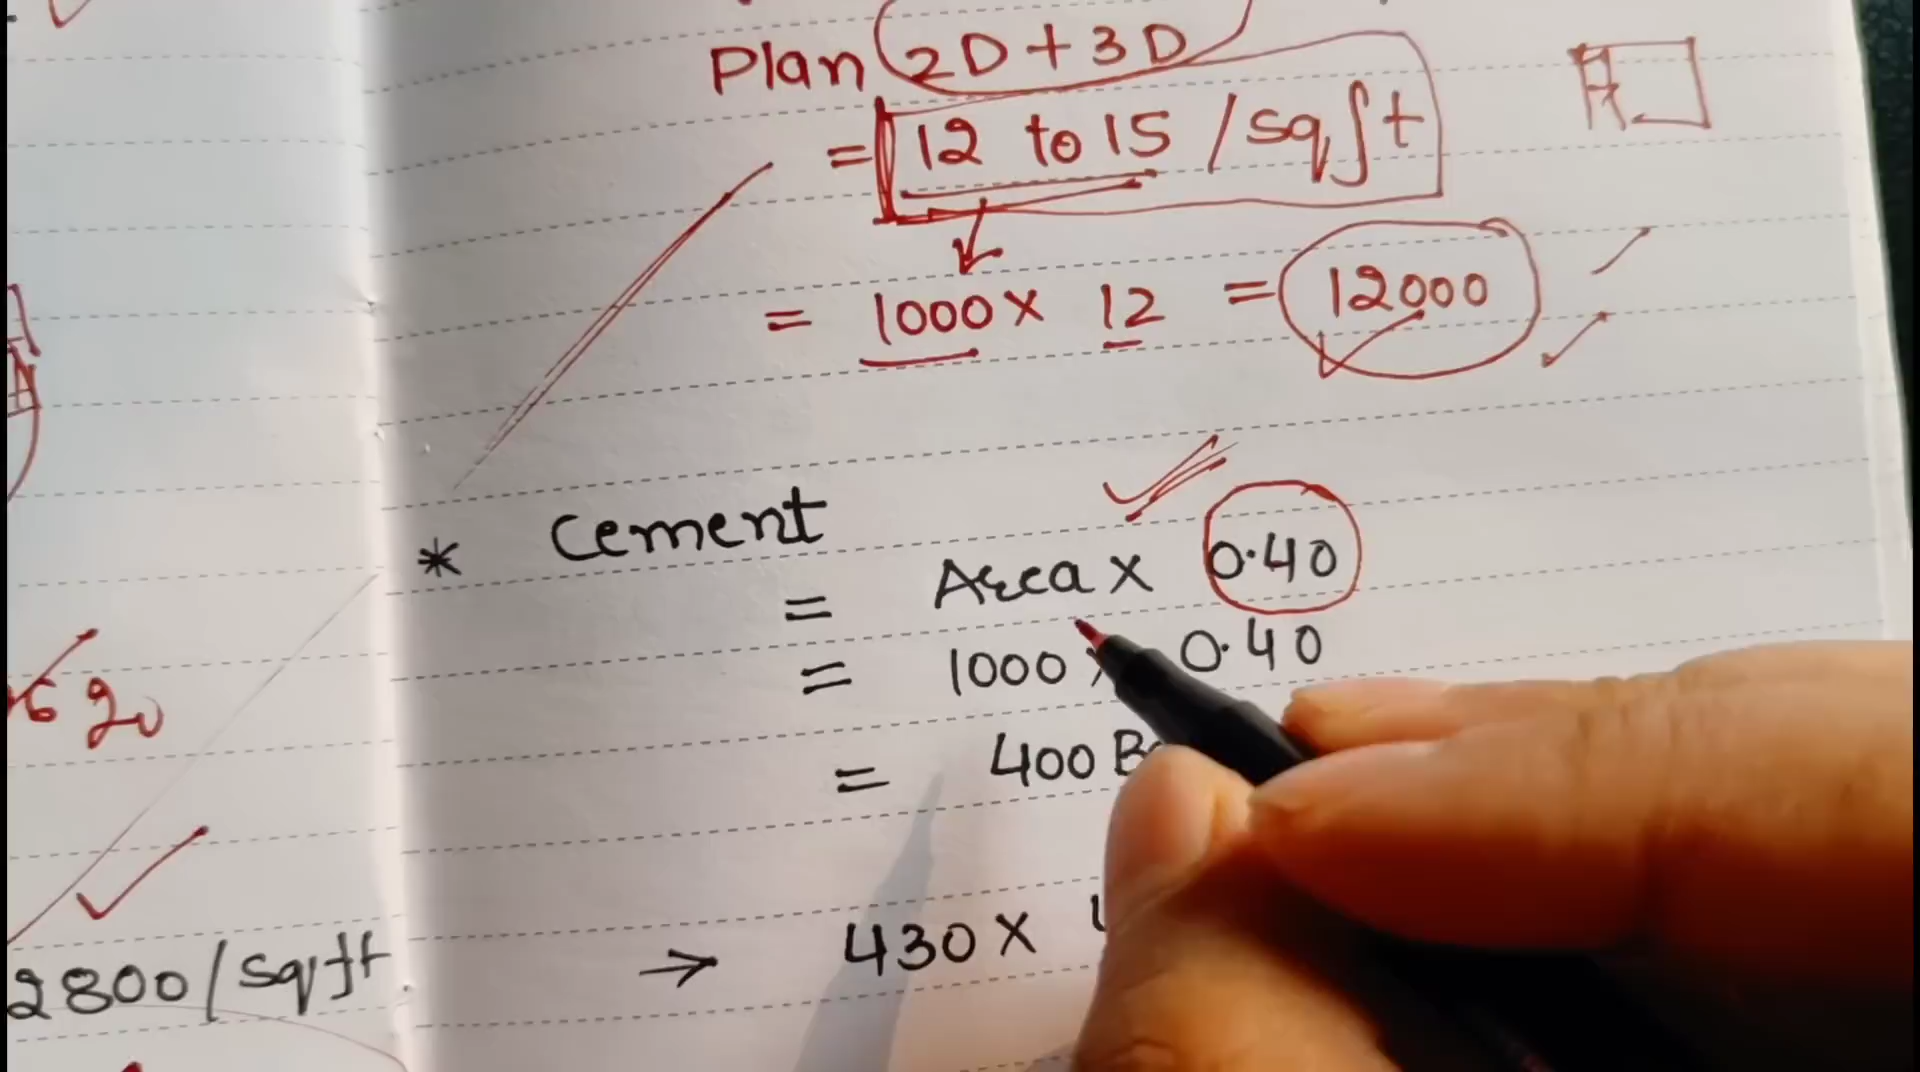 Plan 2D+3D
= 12 to 15 /sqft
= 1000 x 12 = 12000
* Cement
= Area x 0.40
= 1000 x 0.40
= 400
20
2800/sqft
→ 430 x